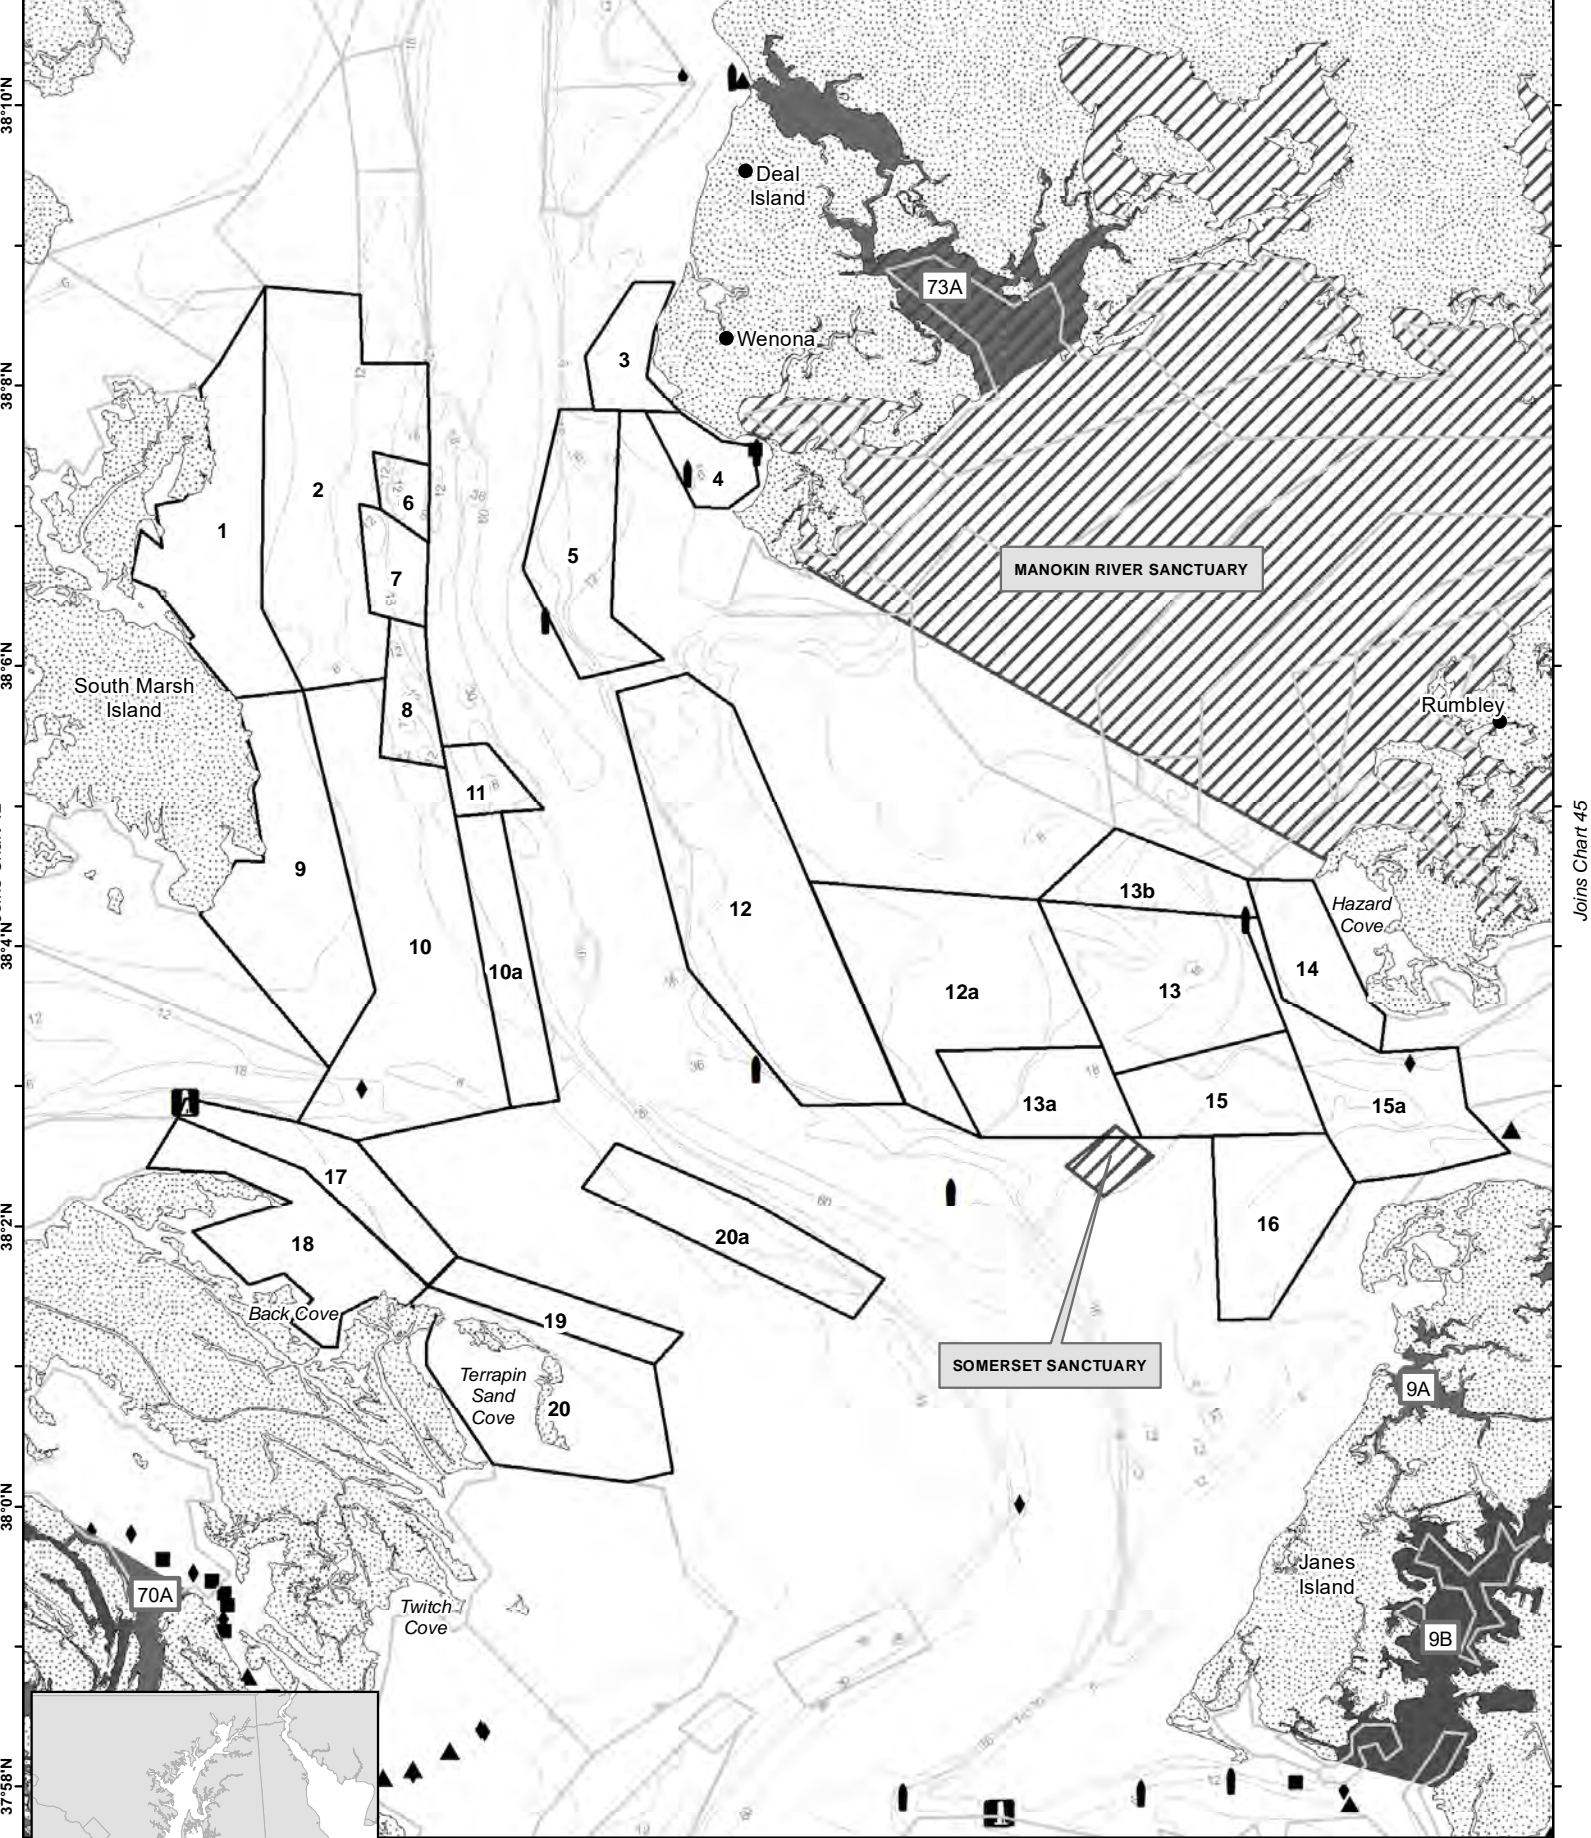 38°10'N
Deal
Island
73A
3
Wenona
38°8'N
2
6
4
1
5
7
MANOKIN RIVER SANCTUARY
38°6'N
South Marsh
Island
8
Rumbley
11
Joins Chart 45
9
13b
12
Hazard
Cove
38°4'N
10
10a
12a
13
14
13a
15
15a
17
38°2'N
18
20a
16
Back Cove
19
SOMERSET SANCTUARY
Terrapin
Sand
Cove
20
9A
38°0'N
Janes
Island
70A
Twitch
Cove
9B
37°58'N